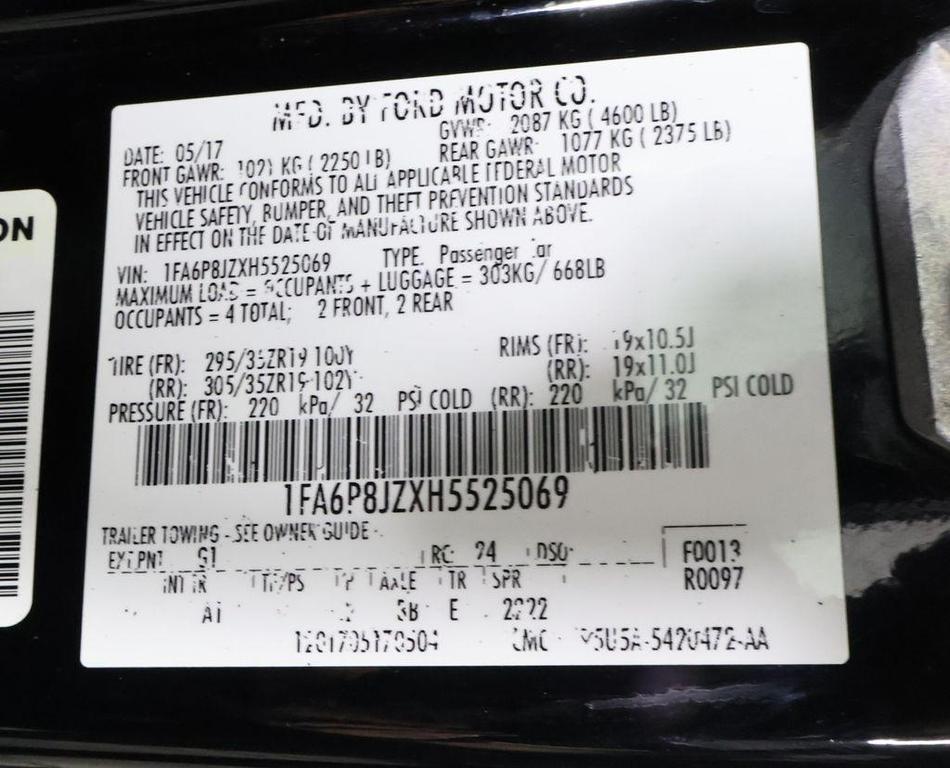 ON
MFD. BY FORD MOTOR CO.
DATE: 05/17 GVWR: 2087 KG ( 4600 LB)
FRONT GAWR: 1021 KG ( 2250 LB) REAR GAWR: 1077 KG ( 2375 LB)
THIS VEHICLE CONFORMS TO ALL APPLICABLE FEDERAL MOTOR
VEHICLE SAFETY, BUMPER, AND THEFT PREVENTION STANDARDS
IN EFFECT ON THE DATE OF MANUFACTURE SHOWN ABOVE.
VIN: 1FA6P8JZXH5525069 TYPE: Passenger Car
MAXIMUM LOAD = OCCUPANTS + LUGGAGE = 303KG/ 668LB
OCCUPANTS = 4 TOTAL; 2 FRONT, 2 REAR
TIRE (FR): 295/35ZR19 100Y RIMS (FR): 19x10.5J
(RR): 305/35ZR19 102Y (RR): 19x11.0J
PRESSURE (FR): 220 kPa/ 32 PSI COLD (RR): 220 kPa/ 32 PSI COLD
1FA6P8JZXH5525069
TRAILER TOWING - SEE OWNER GUIDE -
EXT PNT: G1 RC: 24 DSO: F0013
INT TR TP/PS AXLE TR SPR R0097
E
5420472-AA